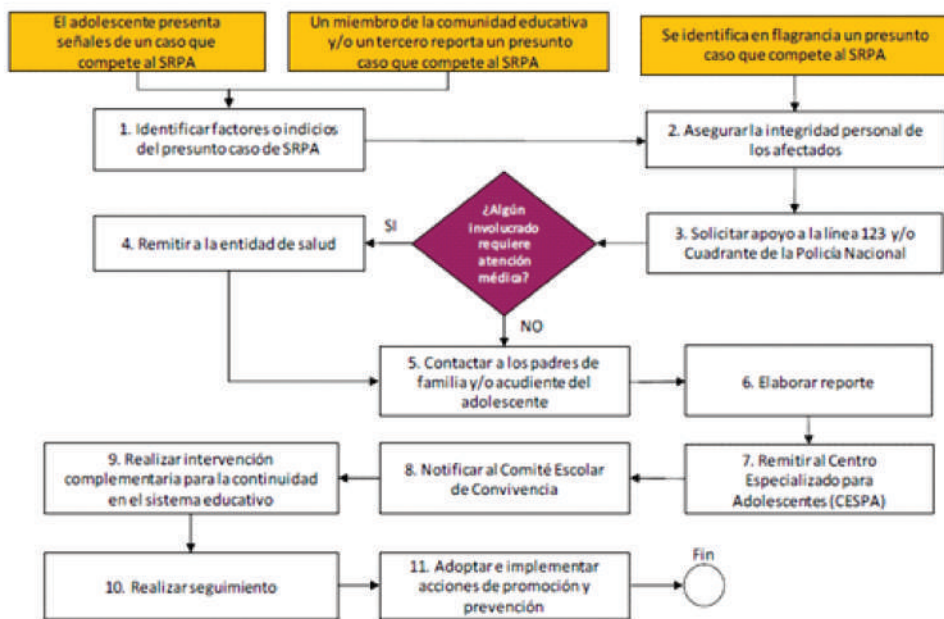 El adolescente presenta
señales de un caso que
compete al SRPA
Un miembro de la comunidad educativa
y/o un tercero reporta un presunto
caso que compete al SRPA
Se identifica en flagrancia un presunto
caso que compete al SRPA
1. Identificar factores o indicios
del presunto caso de SRPA
2. Asegurar la integridad personal de
los afectados
¿Algún
involucrado
requiere
atención
médica?
SI
4. Remitir a la entidad de salud
3. Solicitar apoyo a la línea 123 y/o
Cuadrante de la Policía Nacional
NO
5. Contactar a los padres de
familia y/o acudiente del
adolescente
6. Elaborar reporte
9. Realizar intervención
complementaria para la continuidad
en el sistema educativo
8. Notificar al Comité Escolar
de Convivencia
7. Remitir al Centro
Especializado para
Adolescentes (CESPA)
10. Realizar seguimiento
11. Adoptar e implementar
acciones de promoción y
prevención
Fin